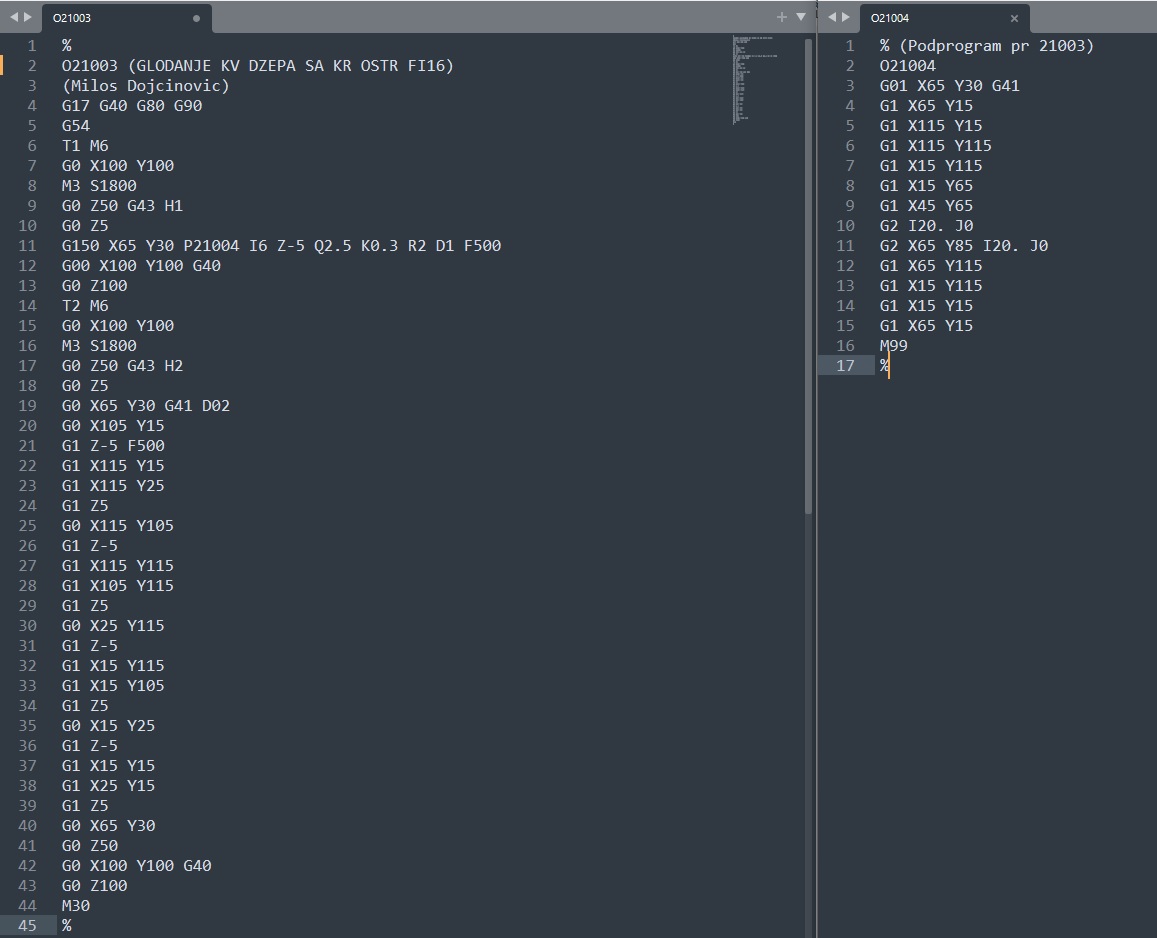 O21003
1 %
2 O21003 (GLODANJE KV DZEPA SA KR OSTR FI16)
3 (Milos Dojcinovic)
4 G17 G40 G80 G90
5 G54
6 T1 M6
7 G0 X100 Y100
8 M3 S1800
9 G0 Z50 G43 H1
10 G0 Z5
11 G150 X65 Y30 P21004 I6 Z-5 Q2.5 K0.3 R2 D1 F500
12 G00 X100 Y100 G40
13 G0 Z100
14 T2 M6
15 G0 X100 Y100
16 M3 S1800
17 G0 Z50 G43 H2
18 G0 Z5
19 G0 X65 Y30 G41 D02
20 G0 X105 Y15
21 G1 Z-5 F500
22 G1 X115 Y15
23 G1 X115 Y25
24 G1 Z5
25 G0 X115 Y105
26 G1 Z-5
27 G1 X115 Y115
28 G1 X105 Y115
29 G1 Z5
30 G0 X25 Y115
31 G1 Z-5
32 G1 X15 Y115
33 G1 X15 Y105
34 G1 Z5
35 G0 X15 Y25
36 G1 Z-5
37 G1 X15 Y15
38 G1 X25 Y15
39 G1 Z5
40 G0 X65 Y30
41 G0 Z50
42 G0 X100 Y100 G40
43 G0 Z100
44 M30
45 %
O21004
1 % (Podprogram pr 21003)
2 O21004
3 G01 X65 Y30 G41
4 G1 X65 Y15
5 G1 X115 Y15
6 G1 X115 Y115
7 G1 X15 Y115
8 G1 X15 Y65
9 G1 X45 Y65
10 G2 I20. J0
11 G2 X65 Y85 I20. J0
12 G1 X65 Y115
13 G1 X15 Y115
14 G1 X15 Y15
15 G1 X65 Y15
16 M99
17 %